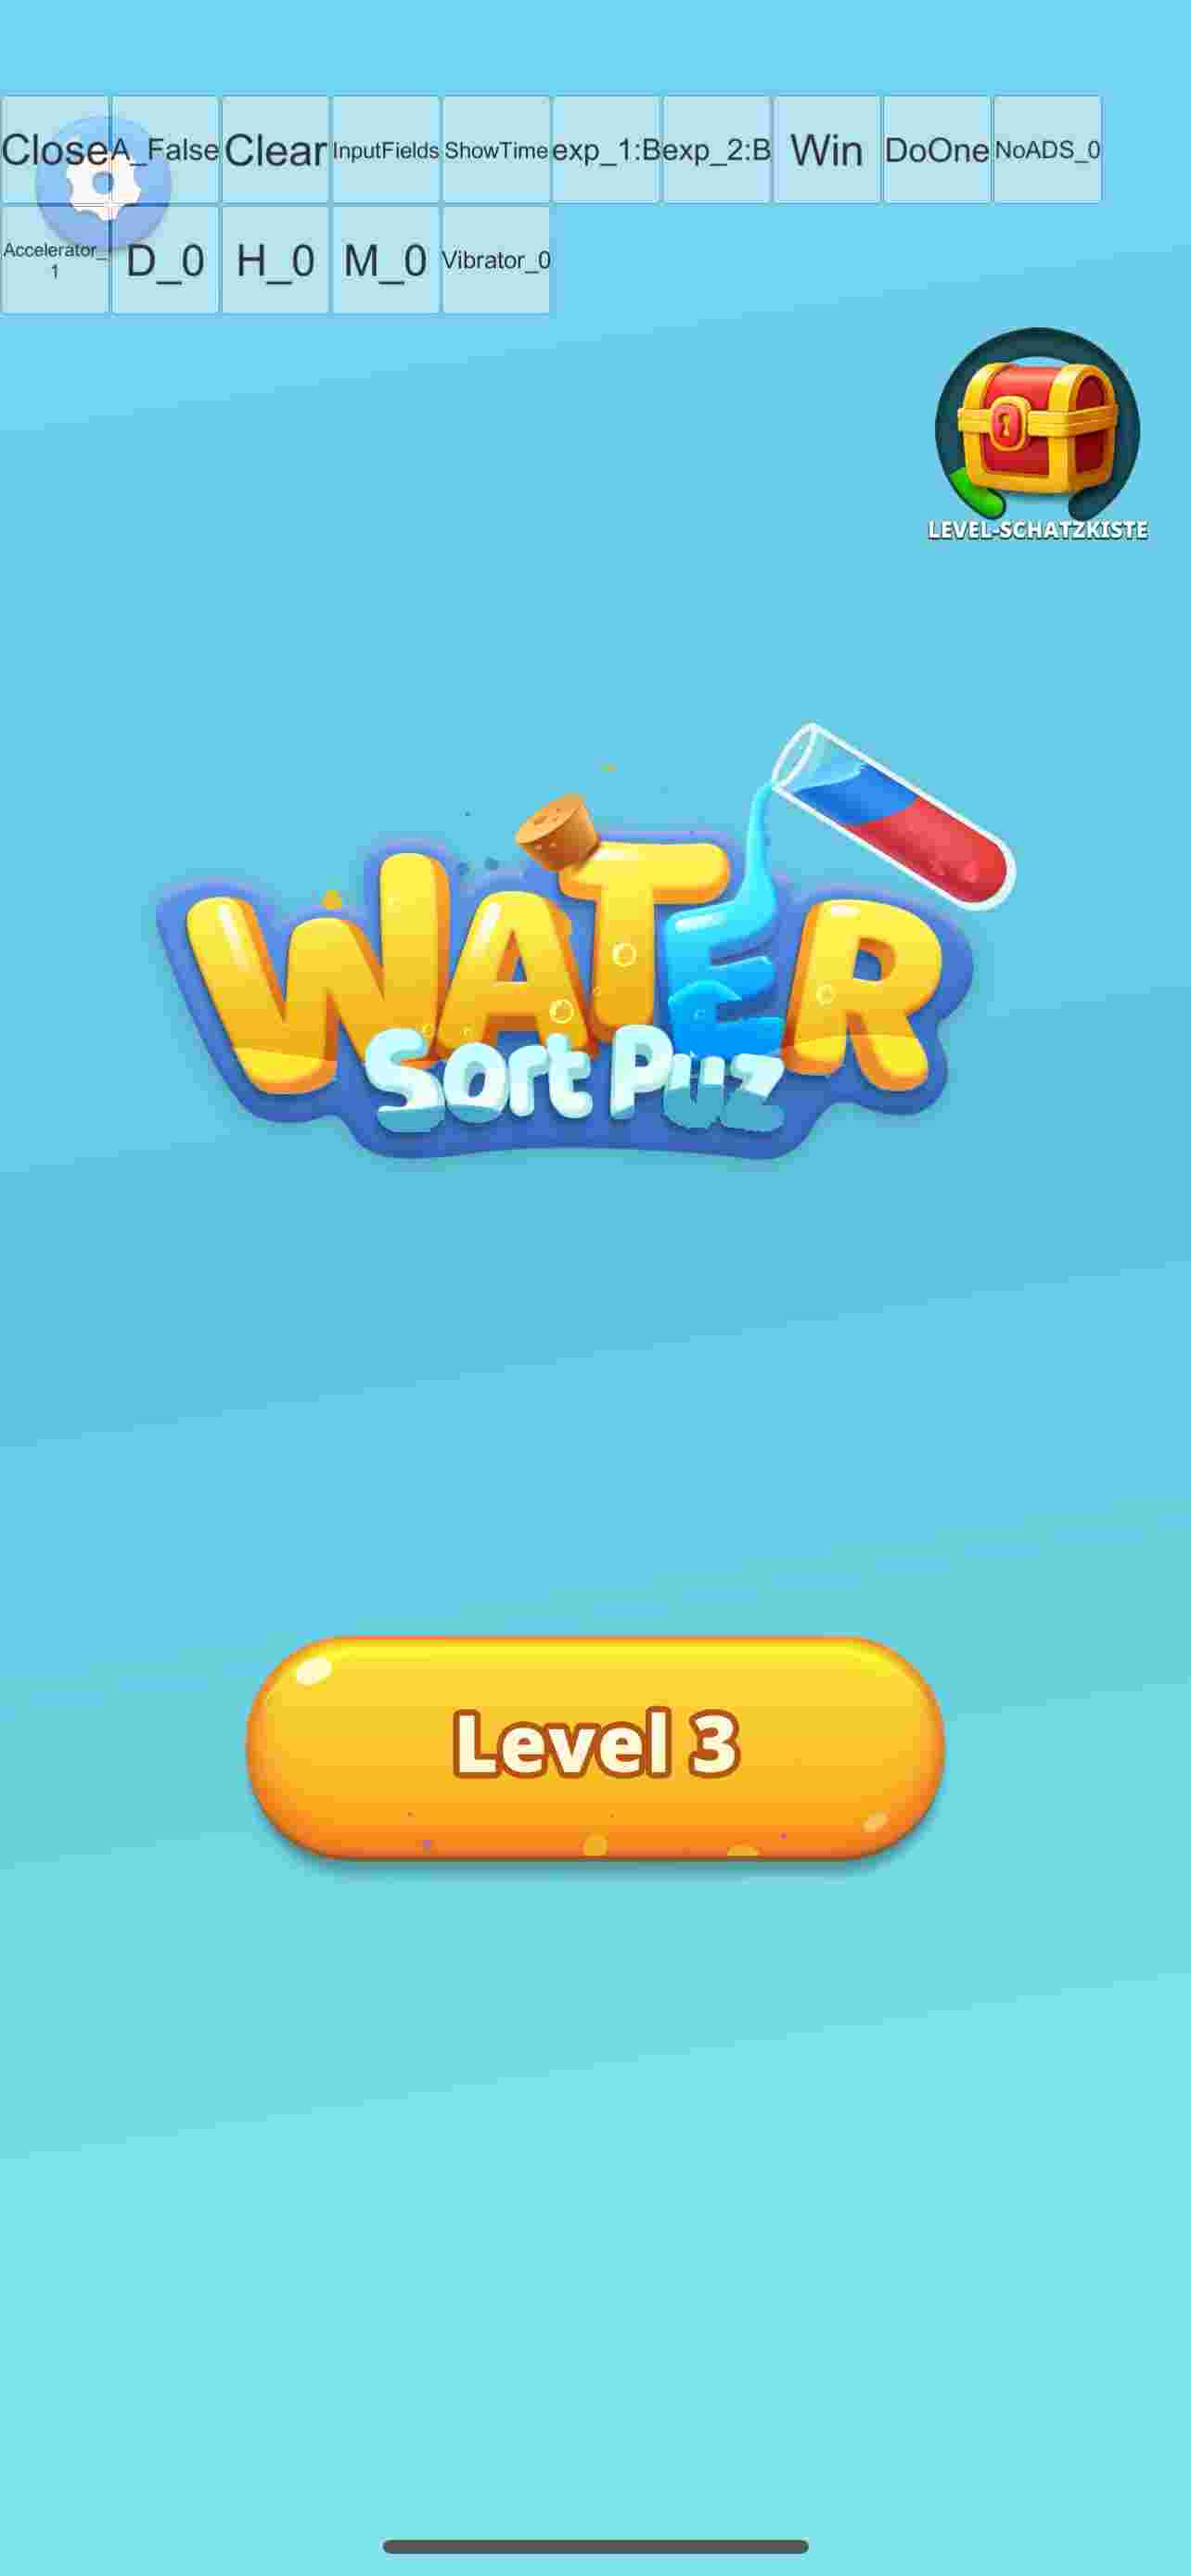 Close A_False Clear InputFields ShowTime exp_1:B exp_2:B Win DoOne NoADS_0
Accelerator_1 D_0 H_0 M_0 Vibrator_0
LEVEL-SCHATZKISTE
WATER
Sort Puz
Level 3